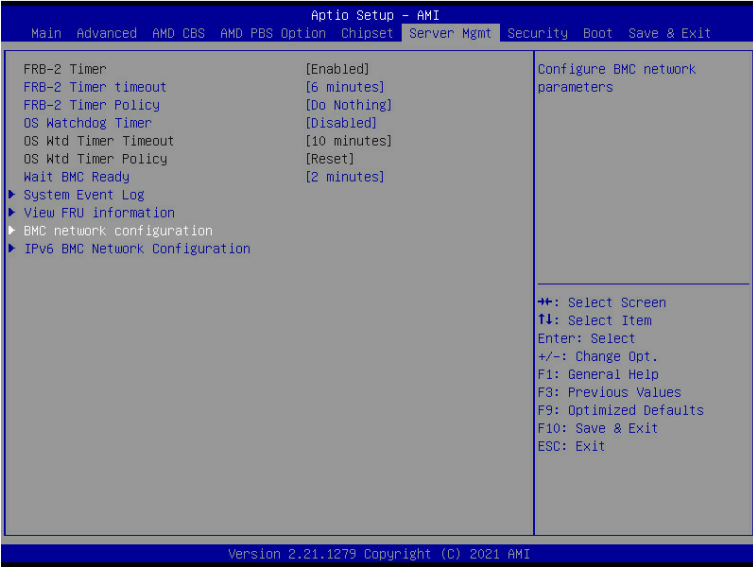 Aptio Setup – AMI
Main Advanced AMD CBS AMD PBS Option Chipset Server Mgmt Security Boot Save & Exit
FRB-2 Timer [Enabled]
FRB-2 Timer timeout [6 minutes]
FRB-2 Timer Policy [Do Nothing]
OS Watchdog Timer [Disabled]
OS Wtd Timer Timeout [10 minutes]
OS Wtd Timer Policy [Reset]
Wait BMC Ready [2 minutes]
System Event Log
View FRU information
BMC network configuration
IPv6 BMC Network Configuration
Configure BMC network
parameters
→←: Select Screen
↑↓: Select Item
Enter: Select
+/-: Change Opt.
F1: General Help
F3: Previous Values
F9: Optimized Defaults
F10: Save & Exit
ESC: Exit
Version 2.21.1279 Copyright (C) 2021 AMI